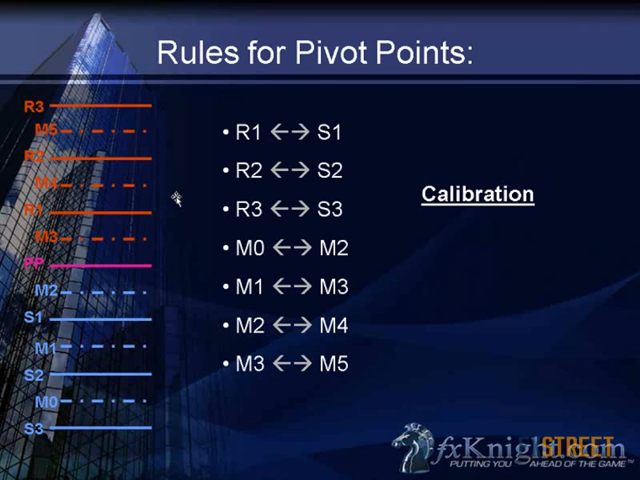 Rules for Pivot Points:
R3
M5
R2
M4
R1
M3
PP
M2
S1
M1
S2
M0
S3
• R1 ←→ S1
• R2 ←→ S2
• R3 ←→ S3
• M0 ←→ M2
• M1 ←→ M3
• M2 ←→ M4
• M3 ←→ M5
Calibration
fxKnight.com
STREET
PUTTING YOU AHEAD OF THE GAME™